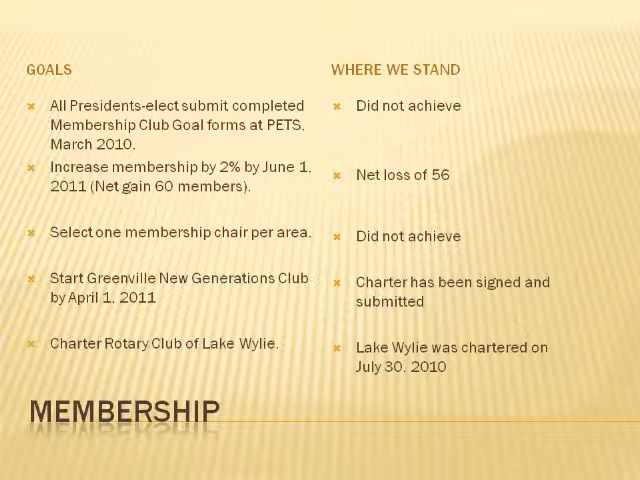 GOALS
All Presidents-elect submit completed
Membership Club Goal forms at PETS,
March 2010.
Increase membership by 2% by June 1,
2011 (Net gain 60 members).
Select one membership chair per area.
Start Greenville New Generations Club
by April 1, 2011
Charter Rotary Club of Lake Wylie.
WHERE WE STAND
Did not achieve
Net loss of 56
Did not achieve
Charter has been signed and
submitted
Lake Wylie was chartered on
July 30, 2010
MEMBERSHIP